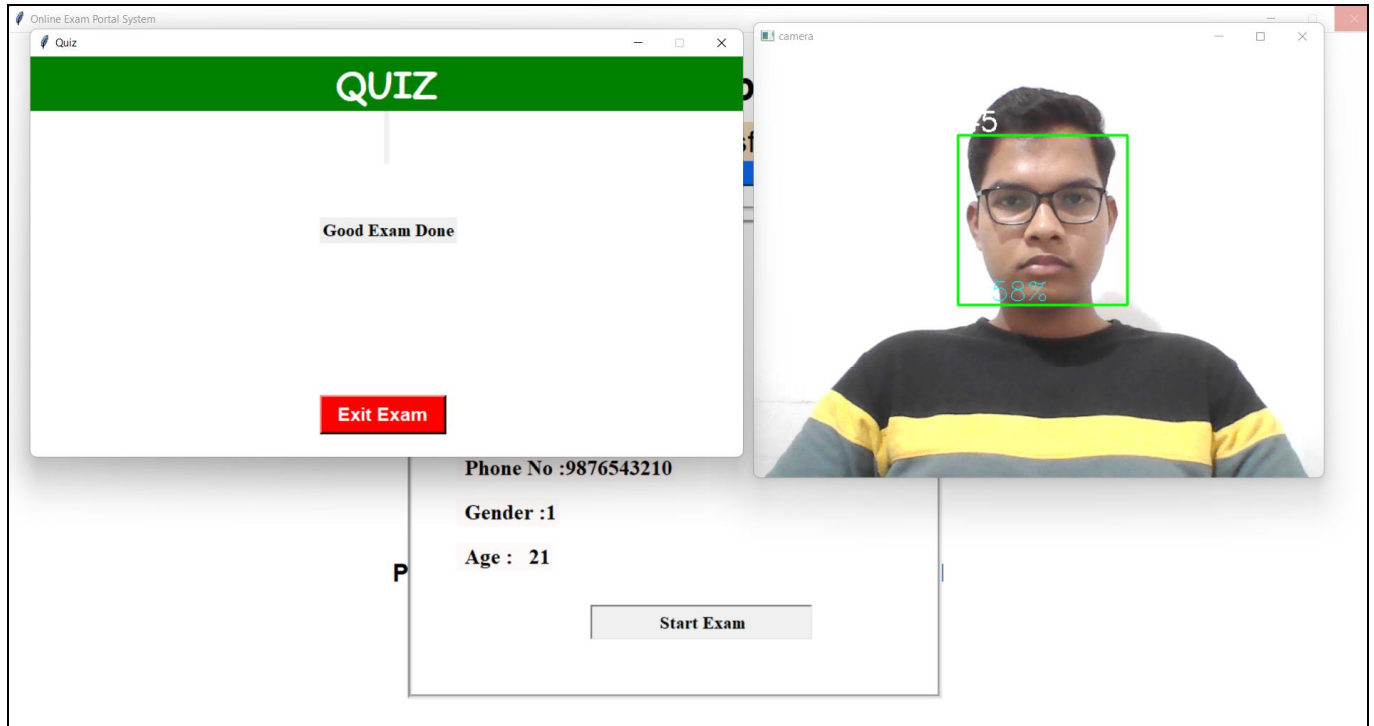 Online Exam Portal System
Quiz
QUIZ
Good Exam Done
Exit Exam
camera
58%
Phone No :9876543210
Gender :1
Age : 21
P
Start Exam